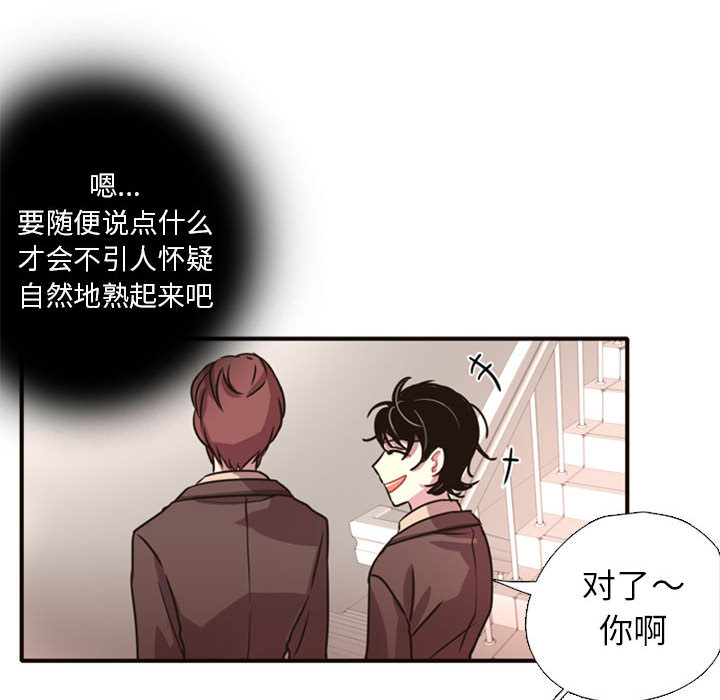 嗯...
要随便说点什么
才会不引人怀疑
自然地熟起来吧
对了～
你啊